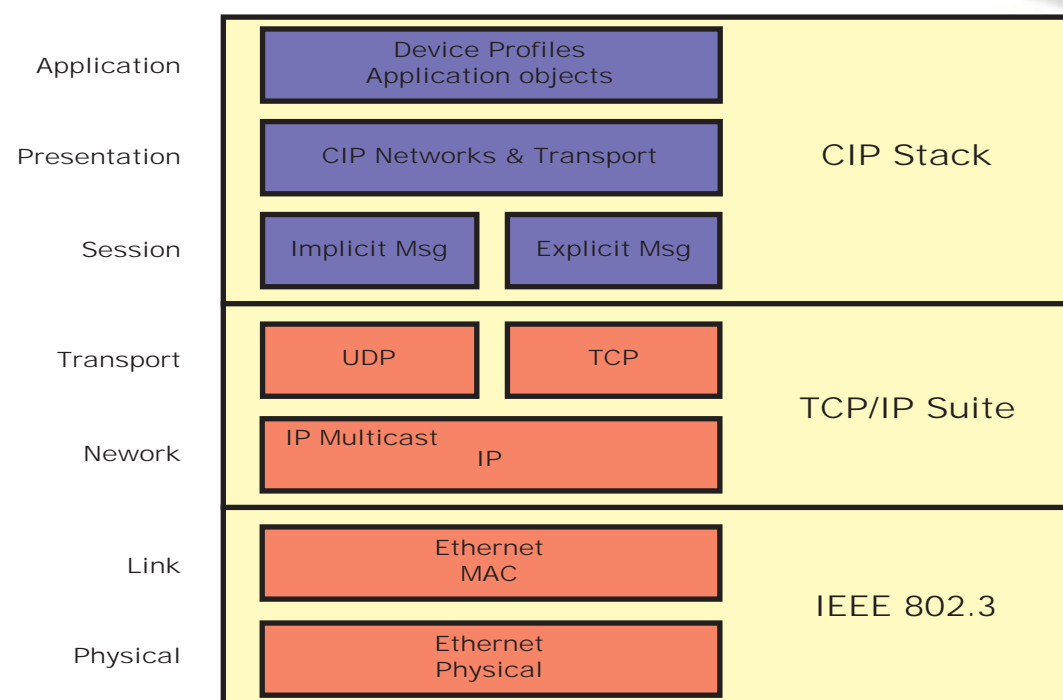 Application
Device Profiles
Application objects
Presentation
CIP Networks & Transport
CIP Stack
Session
Implicit Msg
Explicit Msg
Transport
UDP
TCP
TCP/IP Suite
Nework
IP Multicast
IP
Link
Ethernet
MAC
IEEE 802.3
Physical
Ethernet
Physical